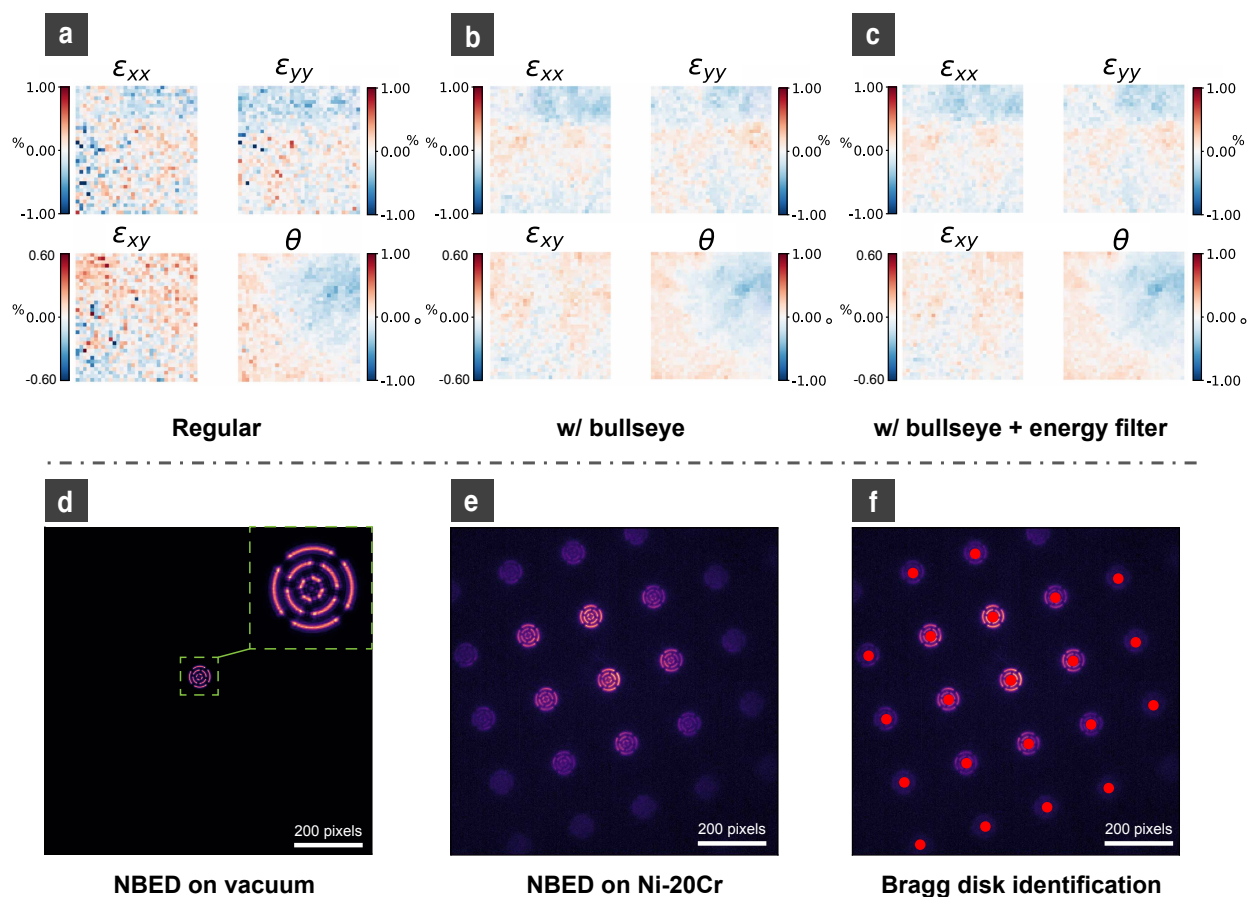 a
b
c
εxx
εyy
εxx
εyy
εxx
εyy
1.00
%
0.00
-1.00
1.00
%
0.00
-1.00
1.00
%
0.00
-1.00
1.00
%
0.00
-1.00
1.00
%
0.00
-1.00
1.00
%
0.00
-1.00
εxy
θ
εxy
θ
εxy
θ
0.60
%
0.00
-0.60
1.00
0.00
°
-1.00
0.60
%
0.00
-0.60
1.00
0.00
°
-1.00
0.60
%
0.00
-0.60
1.00
0.00
°
-1.00
Regular
w/ bullseye
w/ bullseye + energy filter
d
e
f
200 pixels
200 pixels
200 pixels
NBED on vacuum
NBED on Ni-20Cr
Bragg disk identification